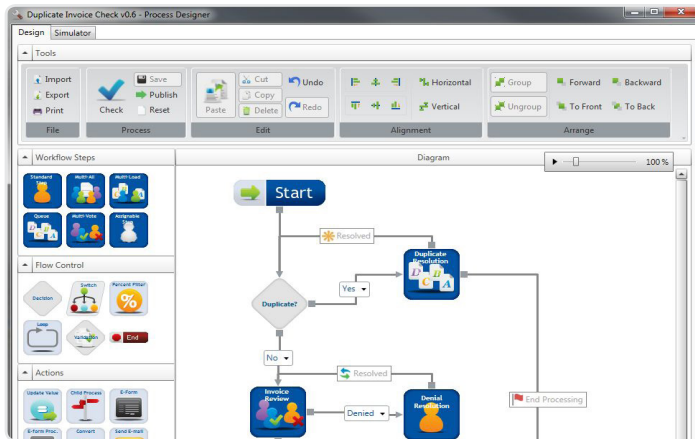 Duplicate Invoice Check v0.6 - Process Designer
Design Simulator
Tools
Import Save Cut Undo Horizontal Group Forward Backward
Export Publish Copy
Print Check Reset Paste Delete Redo Vertical Ungroup To Front To Back
File Process Edit Alignment Arrange
Workflow Steps
Diagram
100 %
Standard Step Multi-All Multi-Load
Queue Multi-Vote Assignable Step
D C B A
Flow Control
Decision Switch Percent Filter
%
Loop Validation End
Actions
Update Value Child Process E-Form
E-form Proc. Convert Send E-mail
Start
Resolved
Duplicate Resolution
D C B A
Yes
Duplicate?
No
Resolved
Invoice Review
Denied
Denial Resolution
End Processing